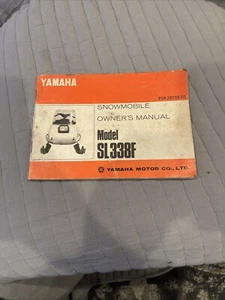 YAMAHA
SNOWMOBILE
OWNER'S MANUAL
Model
SL338F
YAMAHA MOTOR CO., LTD.